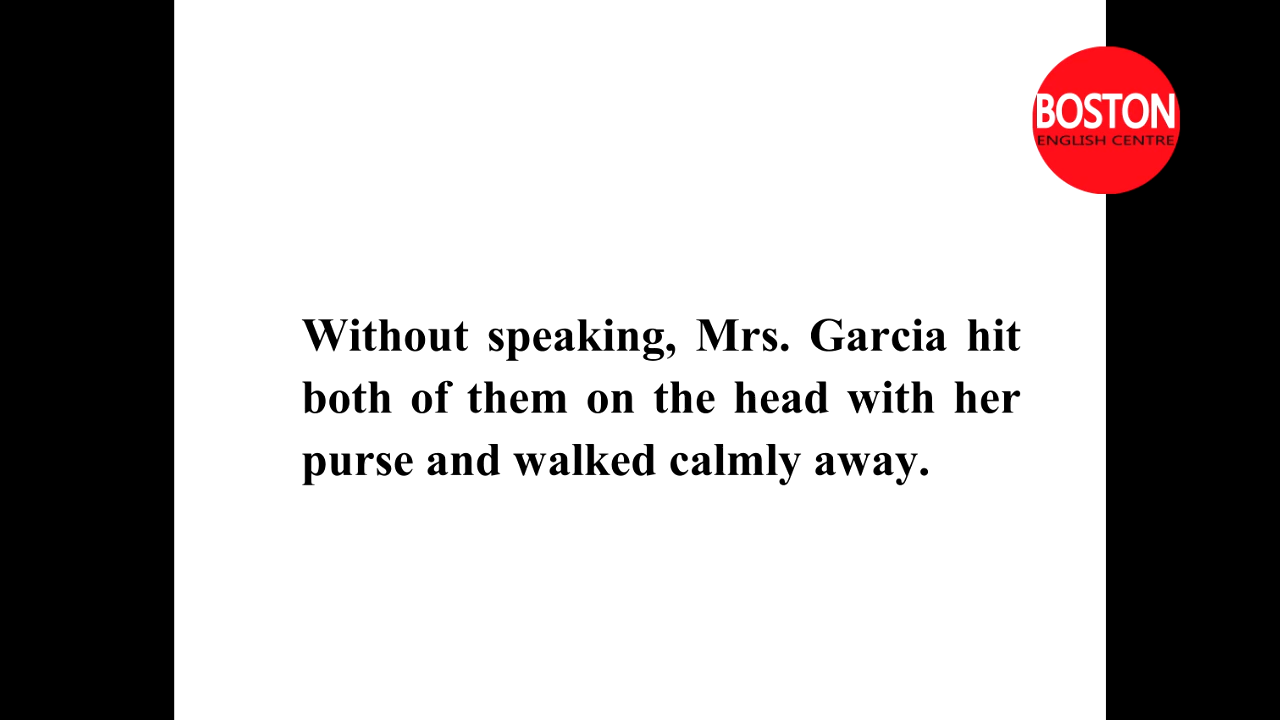 BOSTON
ENGLISH CENTRE
Without speaking, Mrs. Garcia hit
both of them on the head with her
purse and walked calmly away.